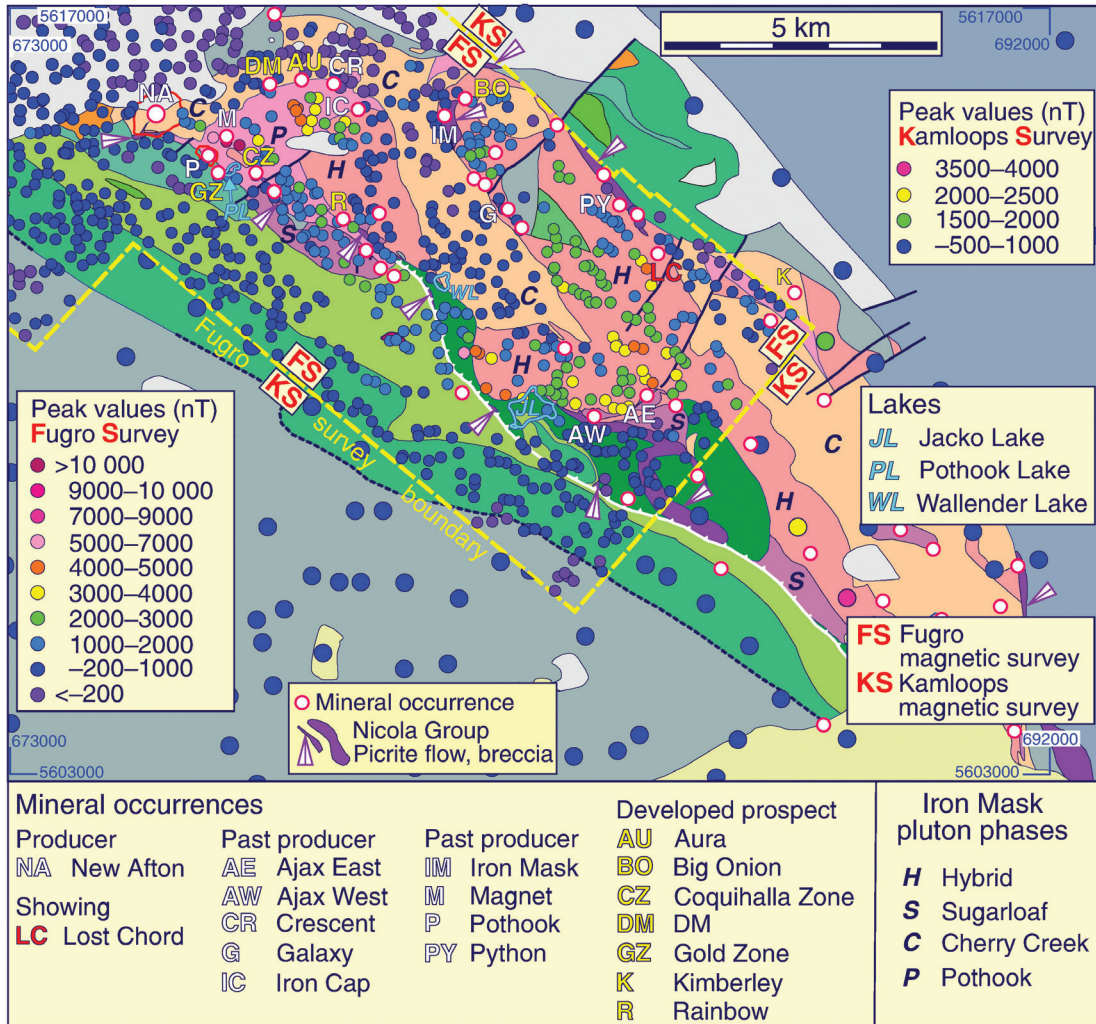 5617000
673000
KS
FS
5 km
5617000
692000
DM
AU
CR
C
BO
NA
C
IC
IM
M
P
CZ
P
H
GZ
PL
R
G
PY
S
H
LC
WL
C
K
Peak values (nT)
Kamloops Survey
3500–4000
2000–2500
1500–2000
–500–1000
Fugro
survey
boundary
FS
KS
FS
KS
H
JL
AE
AW
S
C
H
S
Lakes
JL Jacko Lake
PL Pothook Lake
WL Wallender Lake
Peak values (nT)
Fugro Survey
>10 000
9000–10 000
7000–9000
5000–7000
4000–5000
3000–4000
2000–3000
1000–2000
–200–1000
<–200
FS Fugro
magnetic survey
KS Kamloops
magnetic survey
Mineral occurrence
Nicola Group
Picrite flow, breccia
673000
5603000
692000
5603000
Mineral occurrences
Producer
NA New Afton
Showing
LC Lost Chord
Past producer
AE Ajax East
AW Ajax West
CR Crescent
G Galaxy
IC Iron Cap
Past producer
IM Iron Mask
M Magnet
P Pothook
PY Python
Developed prospect
AU Aura
BO Big Onion
CZ Coquihalla Zone
DM DM
GZ Gold Zone
K Kimberley
R Rainbow
Iron Mask
pluton phases
H Hybrid
S Sugarloaf
C Cherry Creek
P Pothook